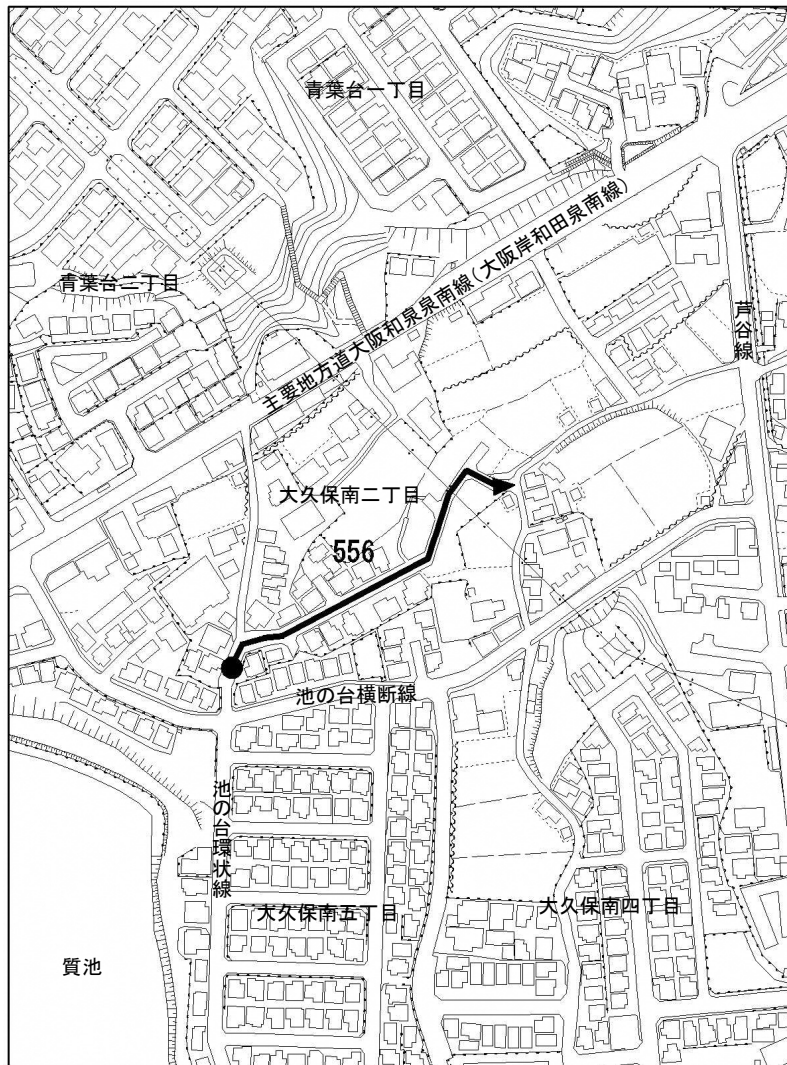 青葉台一丁目
主要地方道大阪和泉泉南線(大阪岸和田泉南線)
青葉台二丁目
芦谷線
大久保南二丁目
556
池の台横断線
池の台環状線
大久保南五丁目
大久保南四丁目
質池